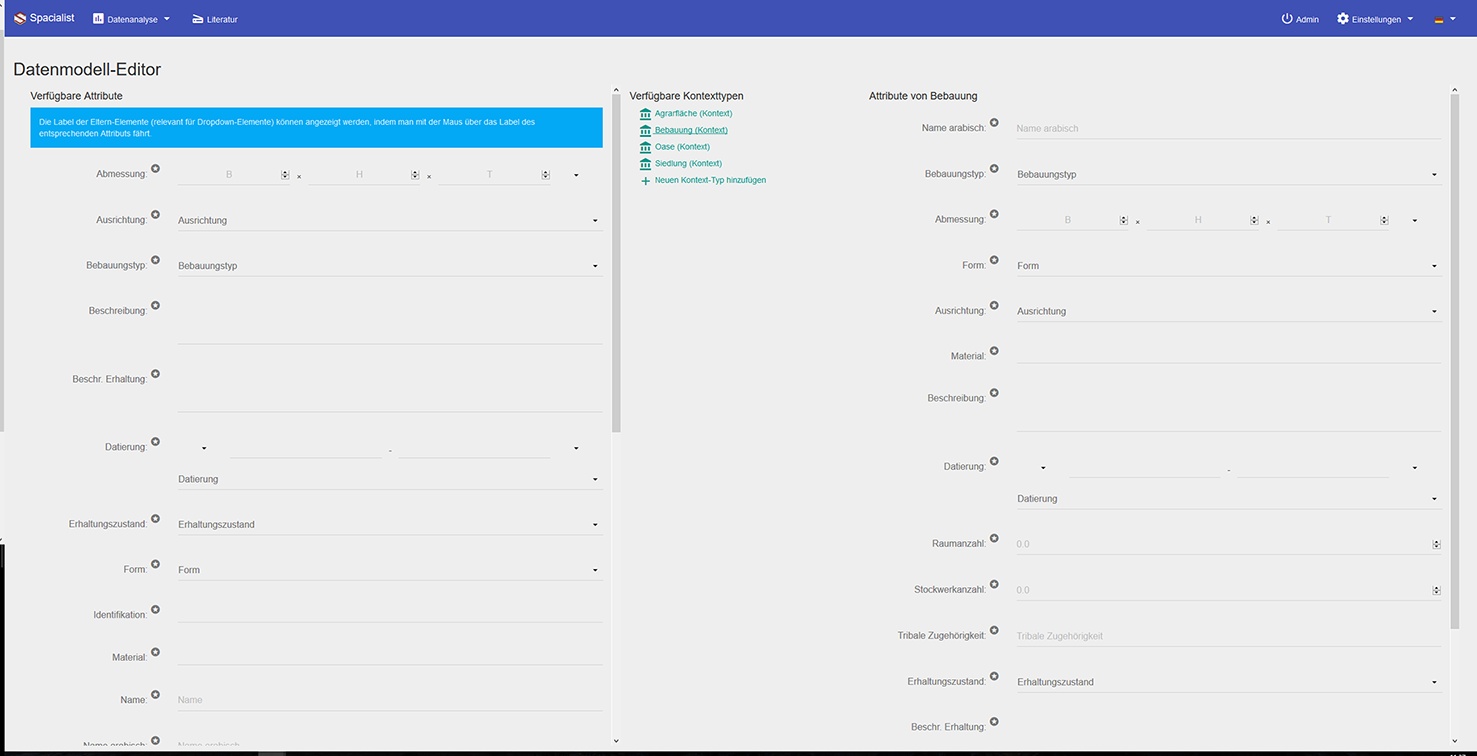 Spacialist Datenanalyse Literatur Admin Einstellungen
Datenmodell-Editor
Verfügbare Attribute
Die Label der Eltern-Elemente (relevant für Dropdown-Elemente) können angezeigt werden, indem man mit der Maus über das Label des
entsprechenden Attributs fährt.
Abmessung: B × H × T
Ausrichtung: Ausrichtung
Bebauungstyp: Bebauungstyp
Beschreibung:
Beschr. Erhaltung:
Datierung: -
Datierung
Erhaltungszustand: Erhaltungszustand
Form: Form
Identifikation:
Material:
Name: Name
Name arabisch: Name arabisch
Verfügbare Kontexttypen
Agrarfläche (Kontext)
Bebauung (Kontext)
Oase (Kontext)
Siedlung (Kontext)
Neuen Kontext-Typ hinzufügen
Attribute von Bebauung
Name arabisch: Name arabisch
Bebauungstyp: Bebauungstyp
Abmessung: B × H × T
Form: Form
Ausrichtung: Ausrichtung
Material:
Beschreibung:
Datierung: -
Datierung
Raumanzahl: 0.0
Stockwerkanzahl: 0.0
Tribale Zugehörigkeit: Tribale Zugehörigkeit
Erhaltungszustand: Erhaltungszustand
Beschr. Erhaltung: